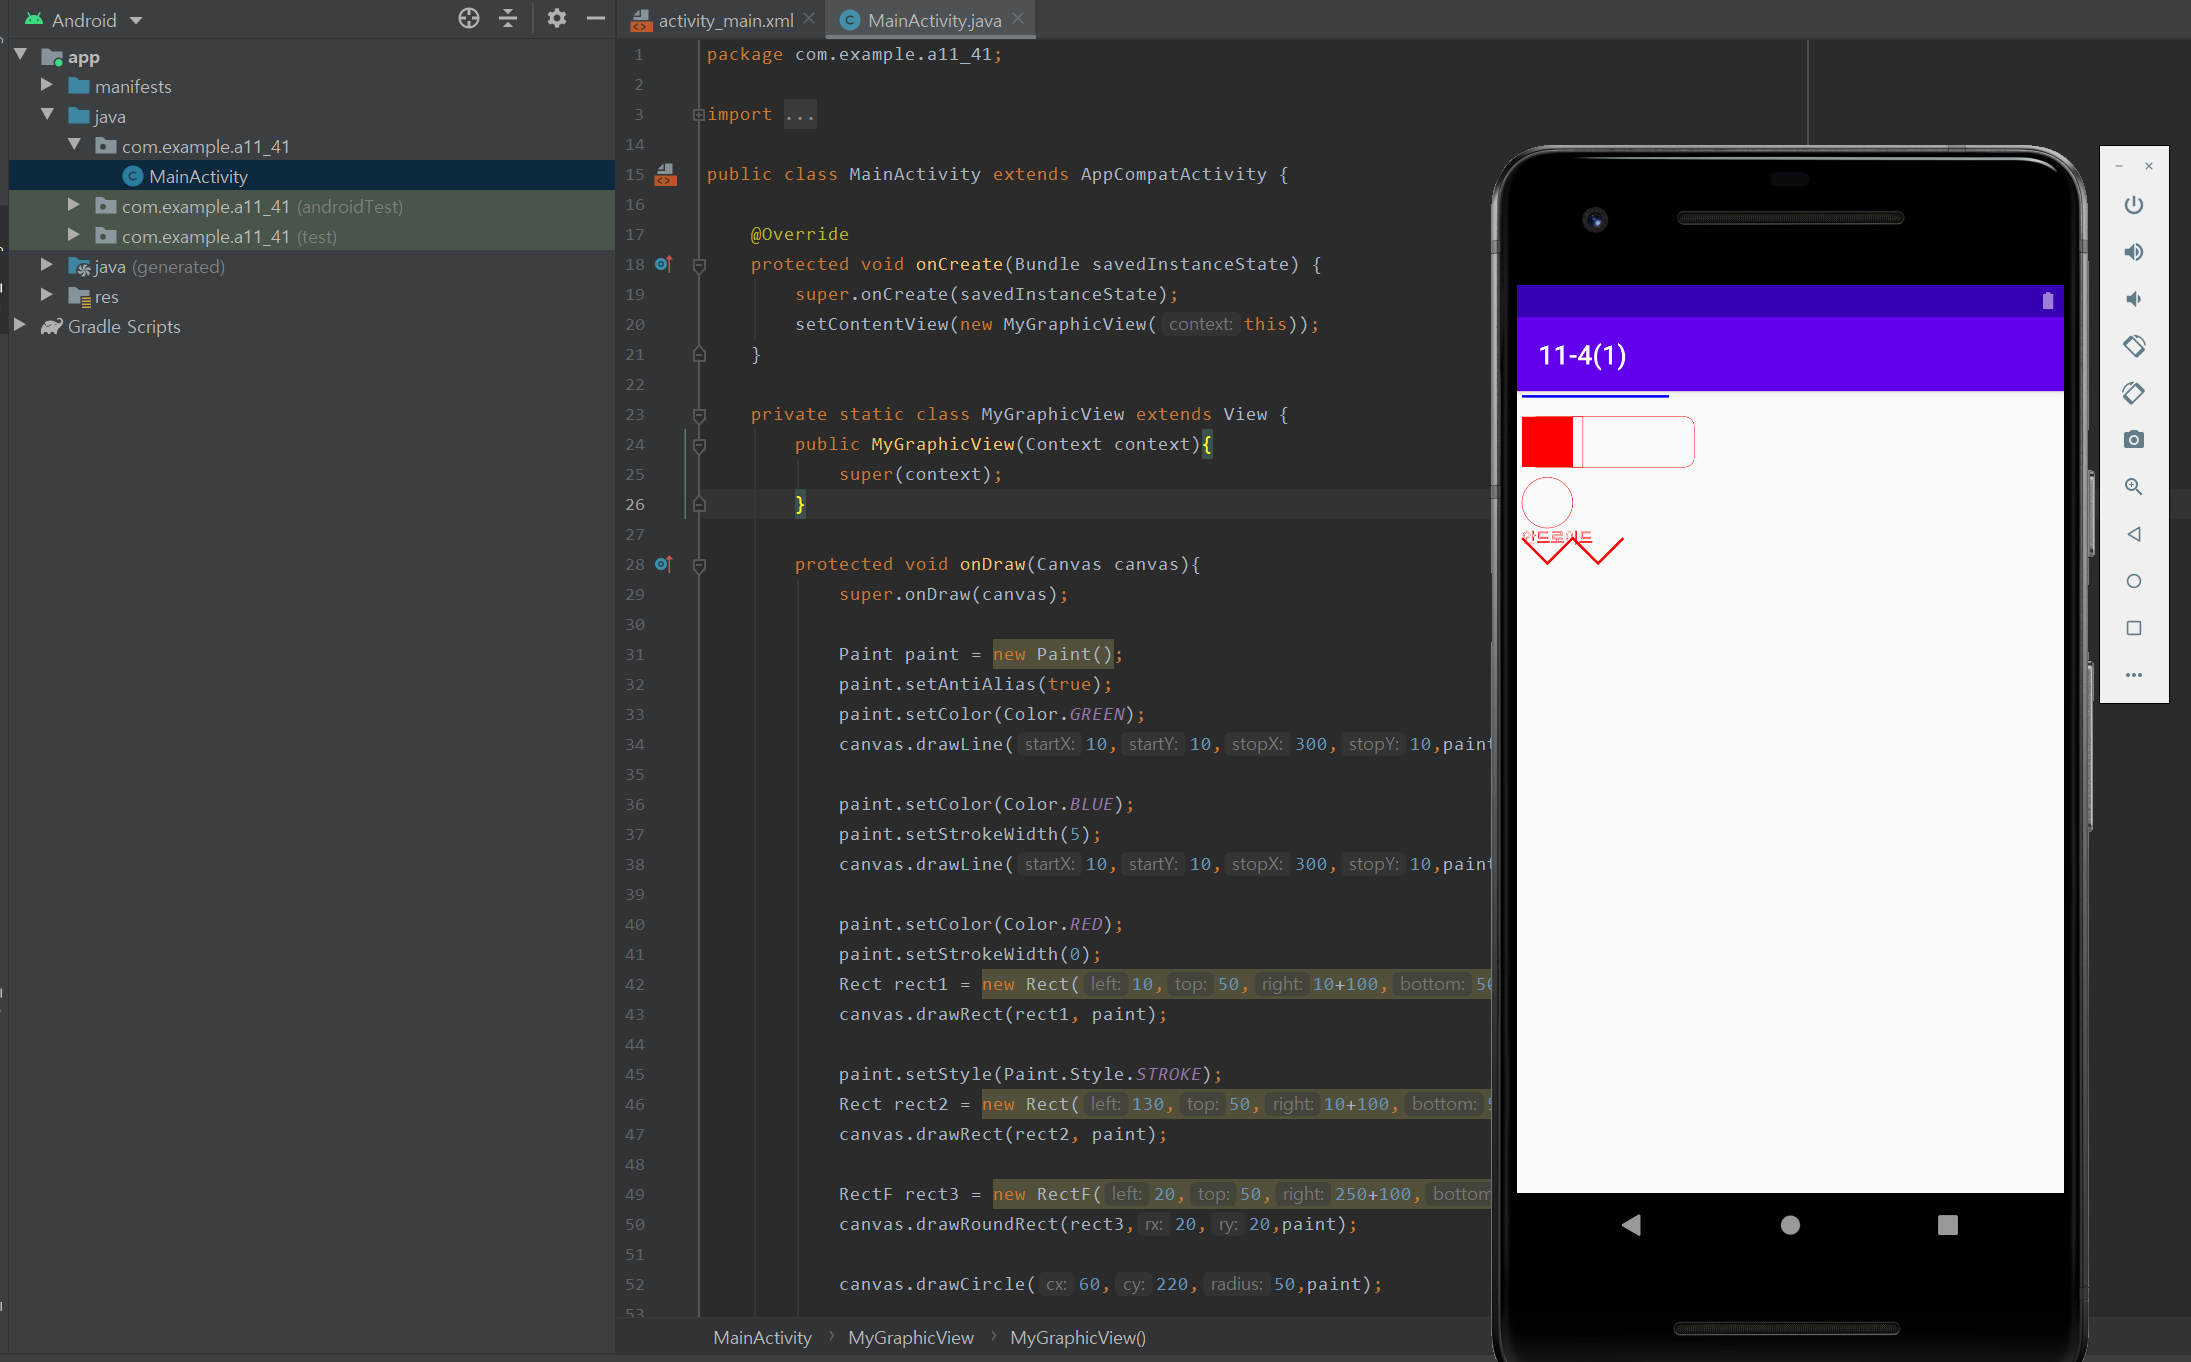 Android
activity_main.xml
MainActivity.java
app
manifests
java
com.example.a11_41
MainActivity
com.example.a11_41 (androidTest)
com.example.a11_41 (test)
java (generated)
res
Gradle Scripts
1 package com.example.a11_41;
2
3 import ...
14
15 public class MainActivity extends AppCompatActivity {
16
17 @Override
18 protected void onCreate(Bundle savedInstanceState) {
19 super.onCreate(savedInstanceState);
20 setContentView(new MyGraphicView( context: this));
21 }
22
23 private static class MyGraphicView extends View {
24 public MyGraphicView(Context context){
25 super(context);
26 }
27
28 protected void onDraw(Canvas canvas){
29 super.onDraw(canvas);
30
31 Paint paint = new Paint();
32 paint.setAntiAlias(true);
33 paint.setColor(Color.GREEN);
34 canvas.drawLine( startX: 10, startY: 10, stopX: 300, stopY: 10,paint
35
36 paint.setColor(Color.BLUE);
37 paint.setStrokeWidth(5);
38 canvas.drawLine( startX: 10, startY: 10, stopX: 300, stopY: 10,paint
39
40 paint.setColor(Color.RED);
41 paint.setStrokeWidth(0);
42 Rect rect1 = new Rect( left: 10, top: 50, right: 10+100, bottom: 50
43 canvas.drawRect(rect1, paint);
44
45 paint.setStyle(Paint.Style.STROKE);
46 Rect rect2 = new Rect( left: 130, top: 50, right: 10+100, bottom: 5
47 canvas.drawRect(rect2, paint);
48
49 RectF rect3 = new RectF( left: 20, top: 50, right: 250+100, bottom
50 canvas.drawRoundRect(rect3, rx: 20, ry: 20,paint);
51
52 canvas.drawCircle( cx: 60, cy: 220, radius: 50,paint);
53
MainActivity › MyGraphicView › MyGraphicView()
11-4(1)
안드로이드